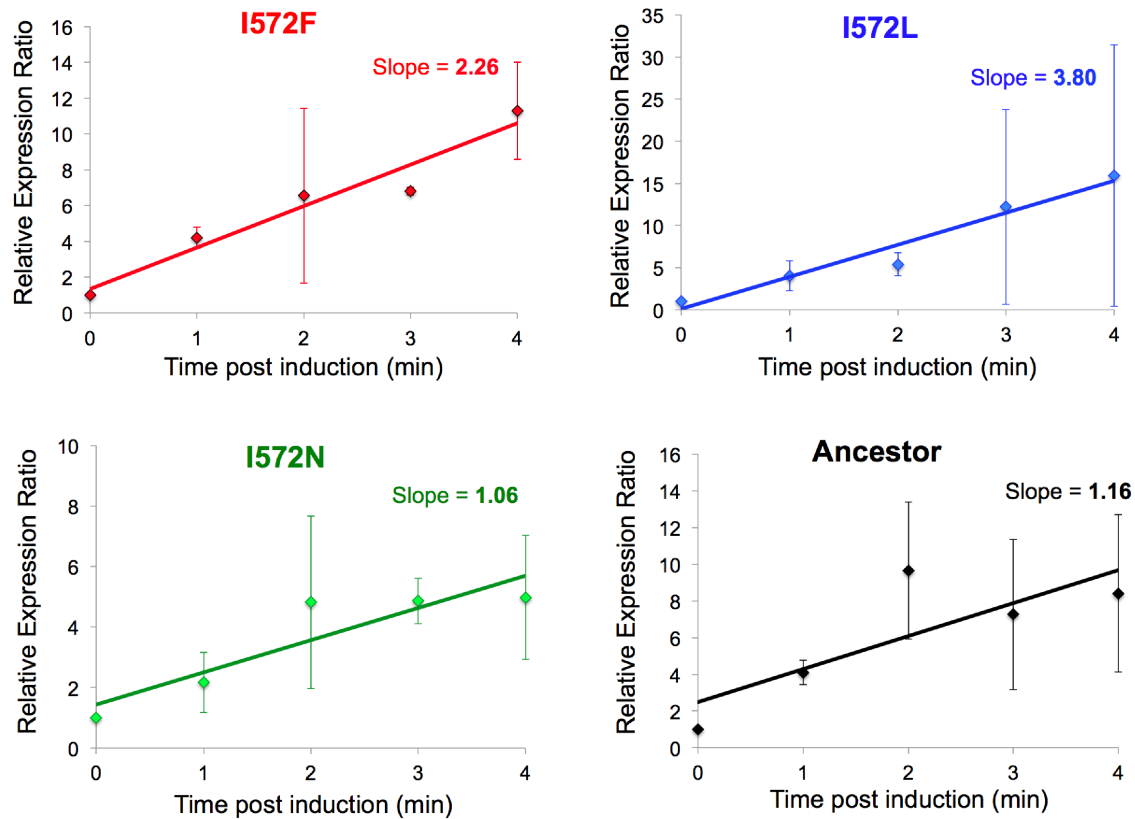 I572F
Slope = 2.26
Relative Expression Ratio
16
14
12
10
8
6
4
2
0
0 1 2 3 4
Time post induction (min)
I572L
Slope = 3.80
Relative Expression Ratio
35
30
25
20
15
10
5
0
0 1 2 3 4
Time post induction (min)
I572N
Slope = 1.06
Relative Expression Ratio
10
8
6
4
2
0
0 1 2 3 4
Time post induction (min)
Ancestor
Slope = 1.16
Relative Expression Ratio
16
14
12
10
8
6
4
2
0
0 1 2 3 4
Time post induction (min)